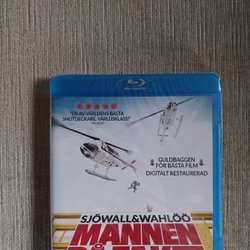 "EN AV VÄRLDENS BÄSTA
SNUTDECKARE. VÄRLDSKLASS!"
GULDBAGGEN
FÖR BÄSTA FILM
DIGITALT RESTAURERAD
SJÖWALL&WAHLÖÖ
MANNEN